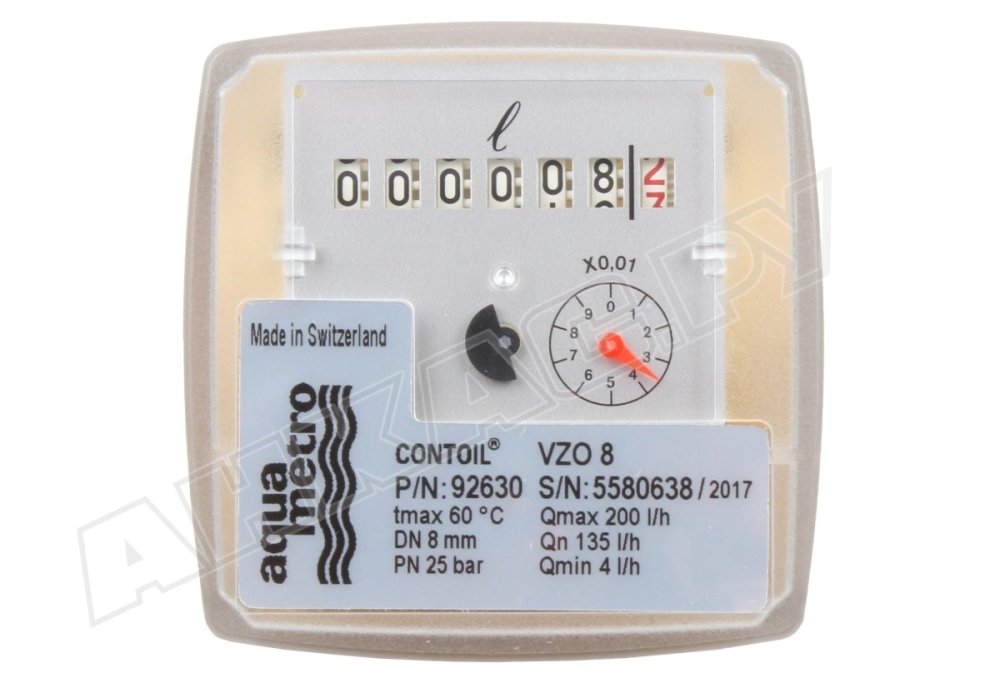 ℓ
0 0 0 0 0 8 2
X0,01
0 1 2 3 4 5 6 7 8 9
Made in Switzerland
aqua
metro
CONTOIL® VZO 8
P/N: 92630 S/N: 5580638 / 2017
tmax 60 °C Qmax 200 l/h
DN 8 mm Qn 135 l/h
PN 25 bar Qmin 4 l/h